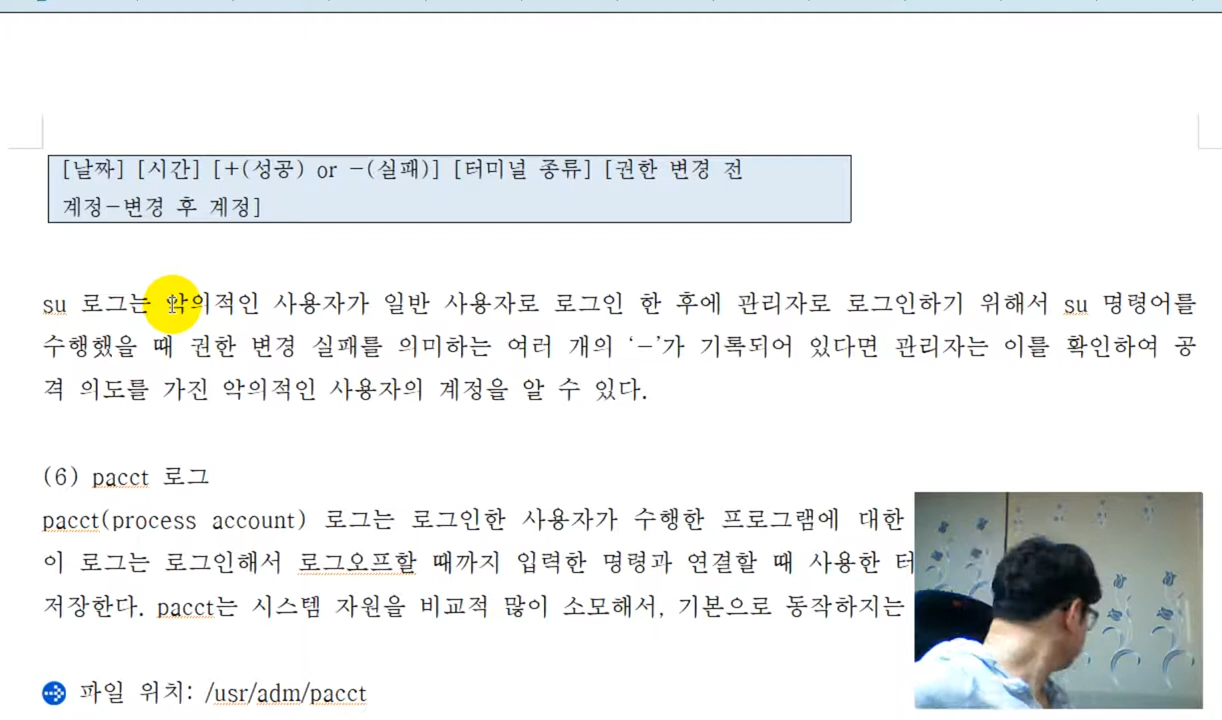 [날짜] [시간] [+(성공) or -(실패)] [터미널 종류] [권한 변경 전
계정-변경 후 계정]
su 로그는 악의적인 사용자가 일반 사용자로 로그인 한 후에 관리자로 로그인하기 위해서 su 명령어를
수행했을 때 권한 변경 실패를 의미하는 여러 개의 ‘-’가 기록되어 있다면 관리자는 이를 확인하여 공
격 의도를 가진 악의적인 사용자의 계정을 알 수 있다.
(6) pacct 로그
pacct(process account) 로그는 로그인한 사용자가 수행한 프로그램에 대한
이 로그는 로그인해서 로그오프할 때까지 입력한 명령과 연결할 때 사용한 터
저장한다. pacct는 시스템 자원을 비교적 많이 소모해서, 기본으로 동작하지는
파일 위치: /usr/adm/pacct